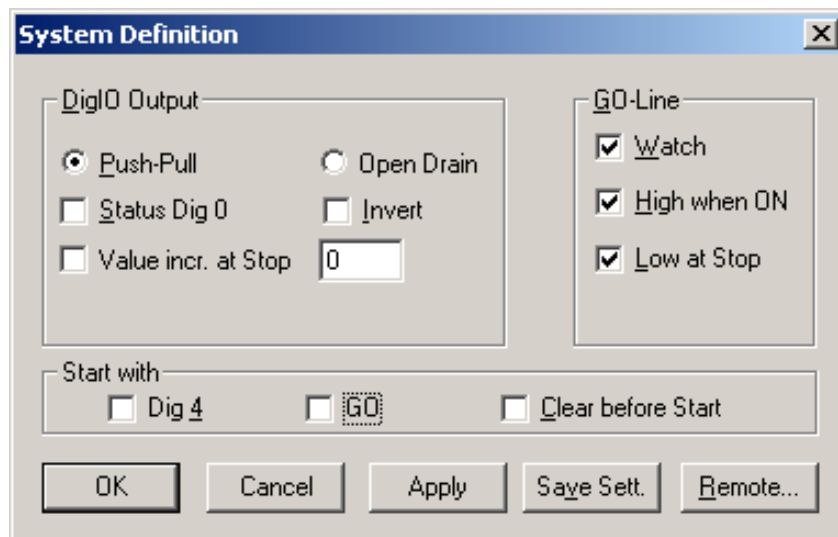 System Definition
DigIO Output
Push-Pull
Open Drain
Status Dig 0
Invert
Value incr. at Stop
0
GO-Line
Watch
High when ON
Low at Stop
Start with
Dig 4
GO
Clear before Start
OK
Cancel
Apply
Save Sett.
Remote...